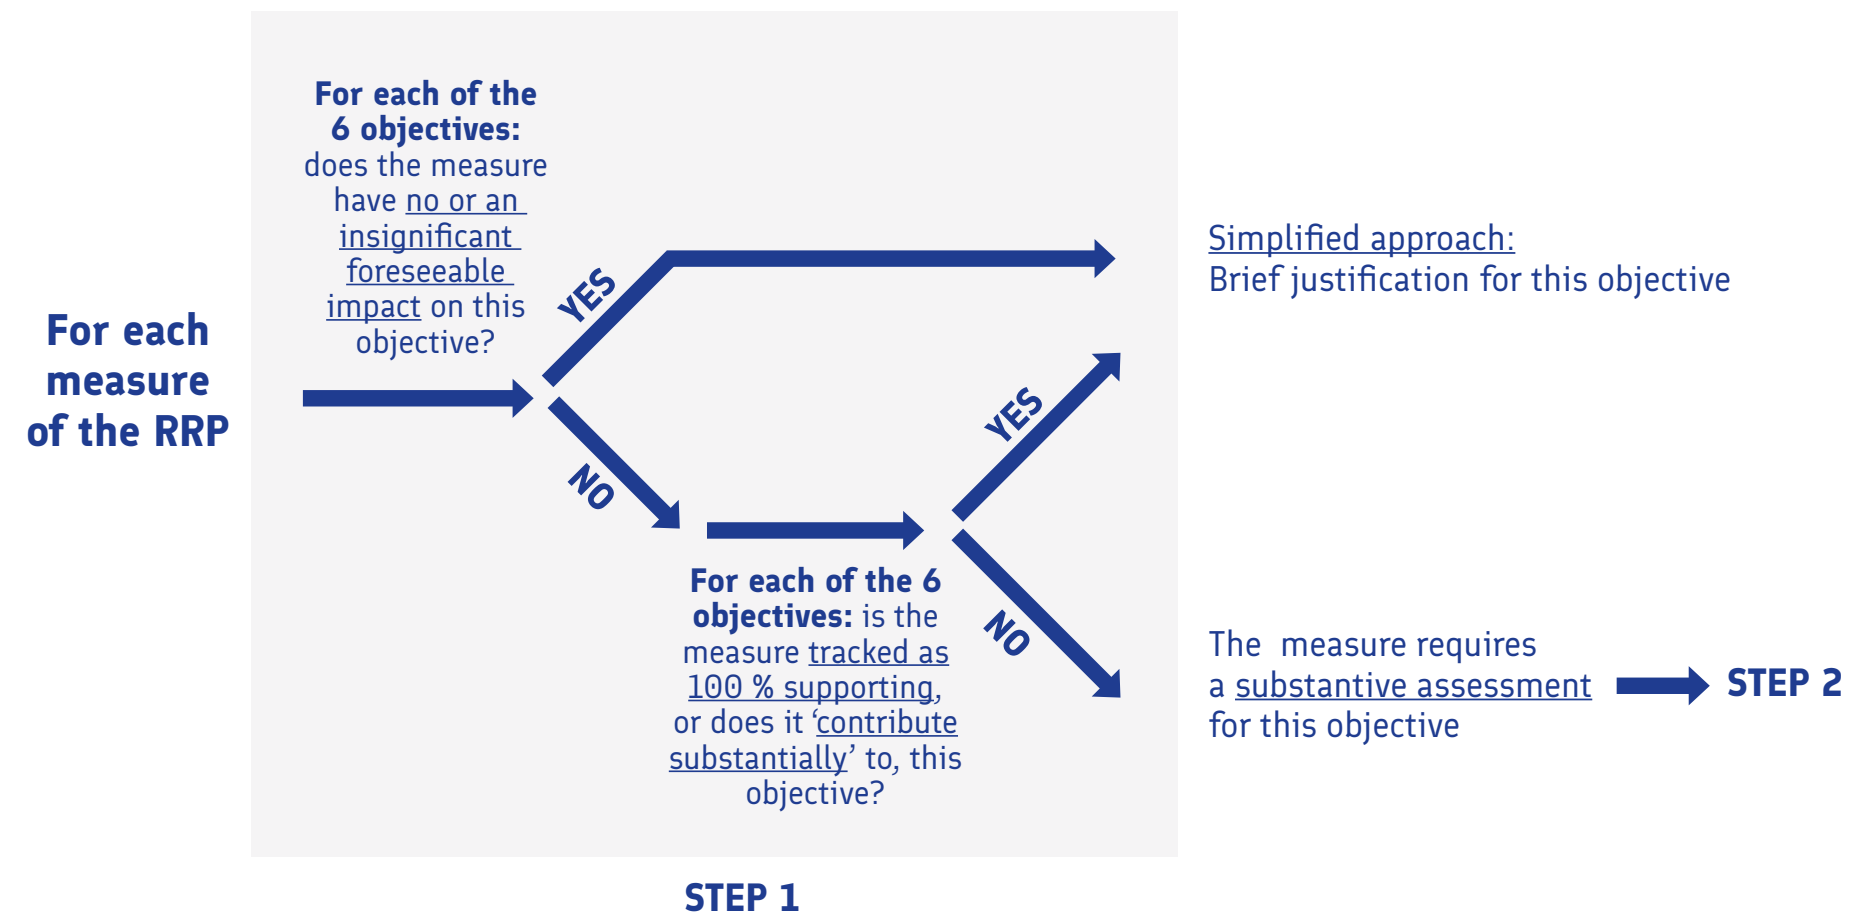 For each
measure
of the RRP
For each of the
6 objectives:
does the measure
have no or an
insignificant
foreseeable
impact on this
objective?
YES
NO
For each of the 6
objectives: is the
measure tracked as
100 % supporting,
or does it ‘contribute
substantially’ to, this
objective?
YES
NO
Simplified approach:
Brief justification for this objective
The measure requires
a substantive assessment
for this objective
STEP 2
STEP 1